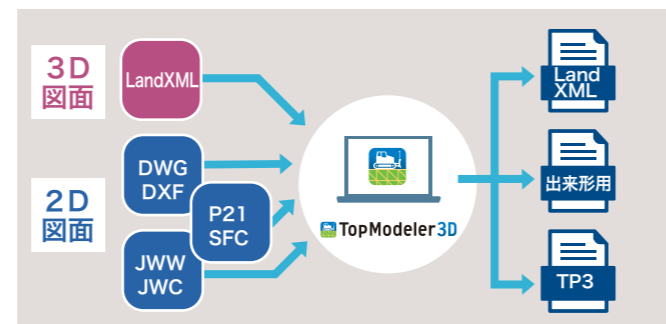 3D
図面
LandXML
2D
図面
DWG
DXF
P21
SFC
JWW
JWC
TopModeler3D
Land
XML
出来形用
TP3